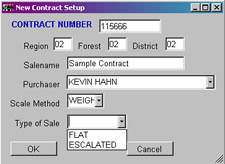 New Contract Setup
CONTRACT NUMBER 115666
Region 02 Forest 02 District 02
Salename Sample Contract
Purchaser KEVIN HAHN
Scale Method WEIGH
Type of Sale
FLAT
ESCALATED
OK Cancel